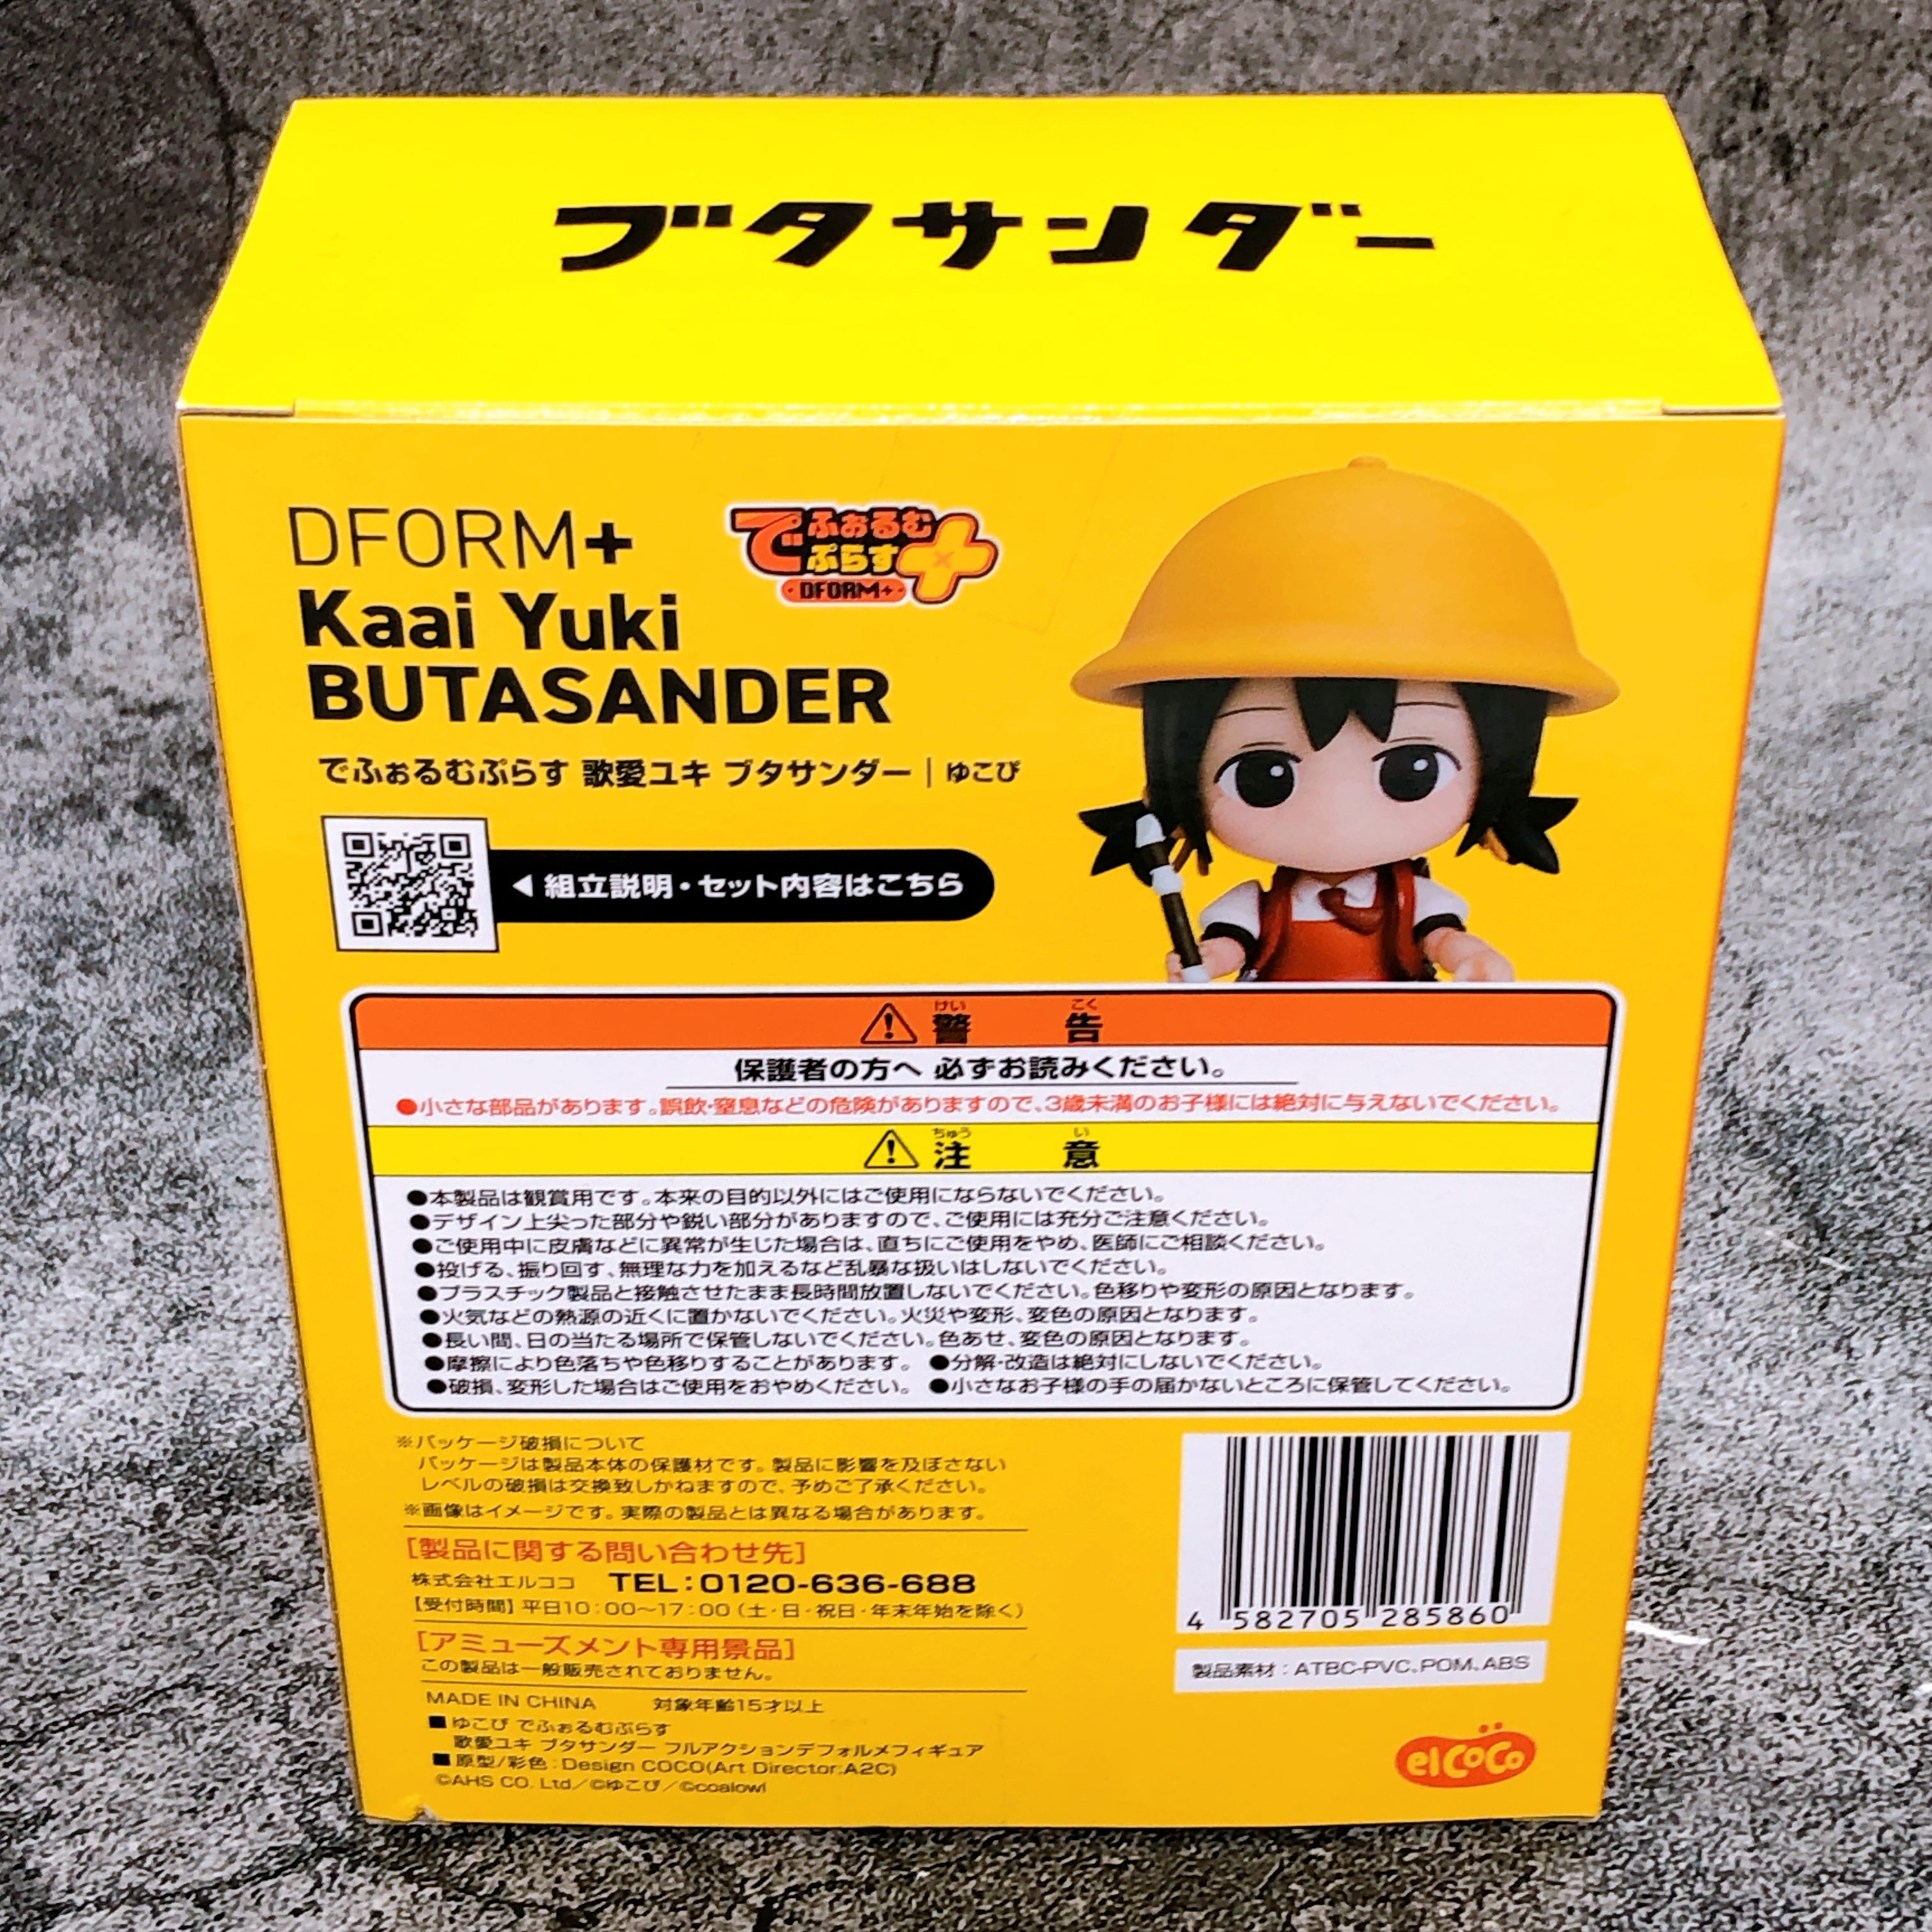 ブタサンダー
DFORM+
でふぉるむ
ぷらす+
DFORM+
Kaai Yuki
BUTASANDER
でふぉるむぷらす 歌愛ユキ ブタサンダー｜ゆこぴ
◀ 組立説明・セット内容はこちら
けい こく
⚠ 警告
保護者の方へ 必ずお読みください。
●小さな部品があります。誤飲・窒息などの危険がありますので、3歳未満のお子様には絶対に与えないでください。
ちゅう い
⚠ 注意
●本製品は観賞用です。本来の目的以外にはご使用にならないでください。
●デザイン上尖った部分や鋭い部分がありますので、ご使用には充分ご注意ください。
●ご使用中に皮膚などに異常が生じた場合は、直ちにご使用をやめ、医師にご相談ください。
●投げる、振り回す、無理な力を加えるなど乱暴な扱いはしないでください。
●プラスチック製品と接触させたまま長時間放置しないでください。色移りや変形の原因となります。
●火気などの熱源の近くに置かないでください。火災や変形、変色の原因となります。
●長い間、日の当たる場所で保管しないでください。色あせ、変色の原因となります。
●摩擦により色落ちや色移りすることがあります。 ●分解・改造は絶対にしないでください。
●破損、変形した場合はご使用をおやめください。 ●小さなお子様の手の届かないところに保管してください。
※パッケージ破損について
パッケージは製品本体の保護材です。製品に影響を及ぼさない
レベルの破損は交換致しかねますので、予めご了承ください。
※画像はイメージです。実際の製品とは異なる場合があります。
[製品に関する問い合わせ先]
株式会社エルココ TEL：0120-636-688
【受付時間】平日10：00〜17：00（土・日・祝日・年末年始を除く）
[アミューズメント専用景品]
この製品は一般販売されておりません。
MADE IN CHINA 対象年齢15才以上
■ゆこぴ でふぉるむぷらす
歌愛ユキ ブタサンダー フルアクションデフォルメフィギュア
■原型/彩色：Design COCO(Art Director:A2C)
©AHS CO. Ltd／©ゆこぴ／©coalowl
4 582705 285860
製品素材：ATBC-PVC、POM、ABS
elCoCo